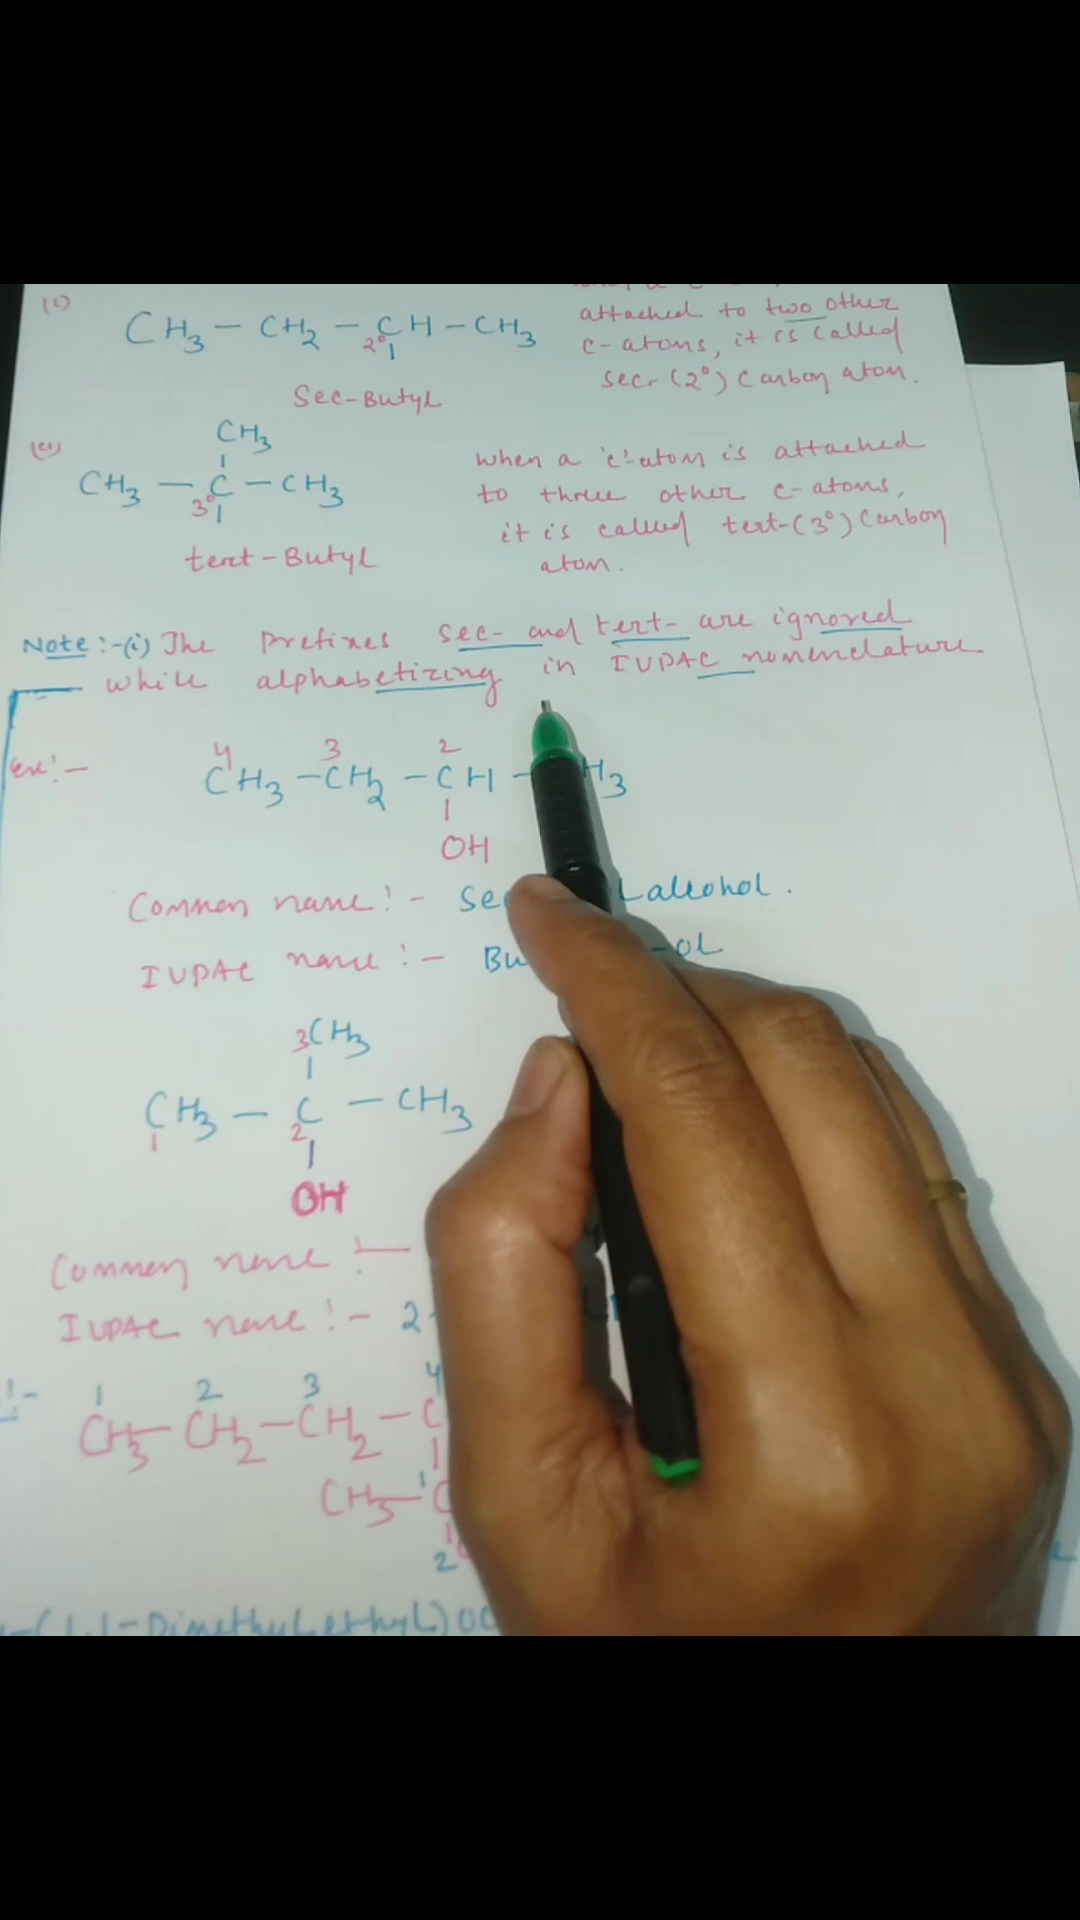 (i)
attached to two other
CH3 - CH2 - CH - CH3
2°
c-atoms, it is called
sec-(2°) Carbon atom.
Sec-Butyl
(ii)
CH3
CH3 - C - CH3
3°
tert-Butyl
when a 'c'-atom is attached
to three other c-atoms,
it is called tert-(3°) Carbon
atom.
Note:-(i) The Prefixes sec- and tert- are ignored
while alphabetizing in IUPAC nomenclature.
Ex!-
4 3 2
CH3 - CH2 - CH - H3
OH
Common name!- alcohol.
IUPAC name!- -ol
3CH3
CH3 - C - CH3
1 2
OH
Common name!-
IUPAC name!- 2-
!- 1 2 3 4
CH3 - CH2 - CH2 - C
CH3 - 1C
2
-(1,1-Dimethylethyl)